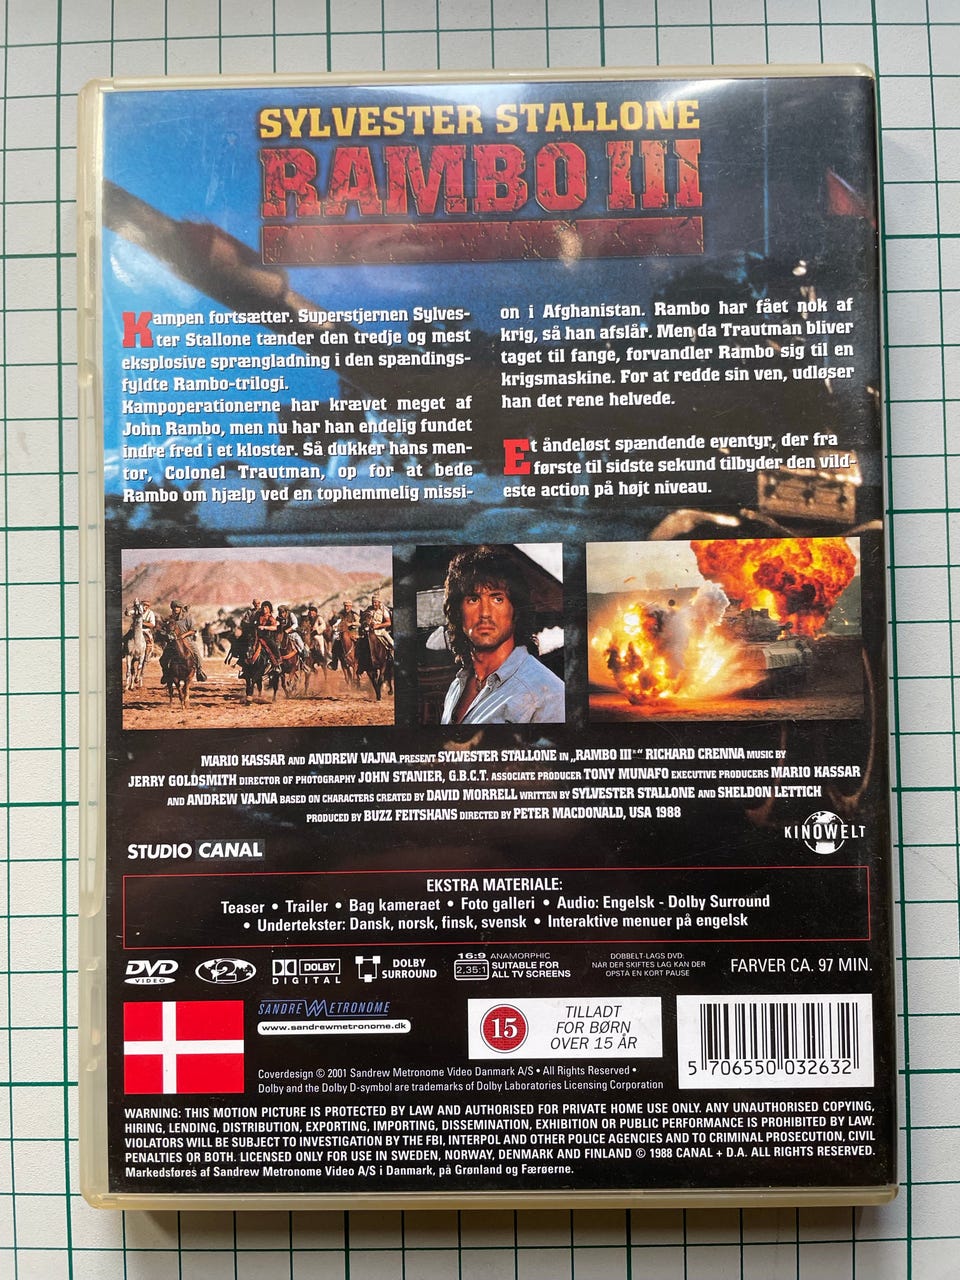 SYLVESTER STALLONE
RAMBO III
Kampen fortsætter. Superstjernen Sylves-
ter Stallone tænder den tredje og mest
eksplosive sprængladning i den spændings-
fyldte Rambo-trilogi.
Kampoperationerne har krævet meget af
John Rambo, men nu har han endelig fundet
indre fred i et kloster. Så dukker hans men-
tor, Colonel Trautman, op for at bede
Rambo om hjælp ved en tophemmelig missi-
on i Afghanistan. Rambo har fået nok af
krig, så han afslår. Men da Trautman bliver
taget til fange, forvandler Rambo sig til en
krigsmaskine. For at redde sin ven, udløser
han det rene helvede.
Et åndeløst spændende eventyr, der fra
første til sidste sekund tilbyder den vild-
este action på højt niveau.
MARIO KASSAR AND ANDREW VAJNA PRESENT SYLVESTER STALLONE IN „RAMBO III“ RICHARD CRENNA MUSIC BY
JERRY GOLDSMITH DIRECTOR OF PHOTOGRAPHY JOHN STANIER, G.B.C.T. ASSOCIATE PRODUCER TONY MUNAFO EXECUTIVE PRODUCERS MARIO KASSAR
AND ANDREW VAJNA BASED ON CHARACTERS CREATED BY DAVID MORRELL WRITTEN BY SYLVESTER STALLONE AND SHELDON LETTICH
PRODUCED BY BUZZ FEITSHANS DIRECTED BY PETER MACDONALD, USA 1988
KINOWELT
STUDIO CANAL
EKSTRA MATERIALE:
Teaser • Trailer • Bag kameraet • Foto galleri • Audio: Engelsk - Dolby Surround
• Undertekster: Dansk, norsk, finsk, svensk • Interaktive menuer på engelsk
DVD VIDEO
2
DOLBY DIGITAL
DOLBY SURROUND
16:9 ANAMORPHIC
2,35:1 SUITABLE FOR ALL TV SCREENS
DOBBELT-LAGS DVD:
NÅR DER SKIFTES LAG KAN DER
OPSTÅ EN KORT PAUSE
FARVER CA. 97 MIN.
SANDREW METRONOME
www.sandrewmetronome.dk
15
TILLADT
FOR BØRN
OVER 15 ÅR
5 706550 032632
Coverdesign © 2001 Sandrew Metronome Video Danmark A/S • All Rights Reserved •
Dolby and the Dolby D-symbol are trademarks of Dolby Laboratories Licensing Corporation
WARNING: THIS MOTION PICTURE IS PROTECTED BY LAW AND AUTHORISED FOR PRIVATE HOME USE ONLY. ANY UNAUTHORISED COPYING,
HIRING, LENDING, DISTRIBUTION, EXPORTING, IMPORTING, DISSEMINATION, EXHIBITION OR PUBLIC PERFORMANCE IS PROHIBITED BY LAW.
VIOLATORS WILL BE SUBJECT TO INVESTIGATION BY THE FBI, INTERPOL AND OTHER POLICE AGENCIES AND TO CRIMINAL PROSECUTION, CIVIL
PENALTIES OR BOTH. LICENSED ONLY FOR USE IN SWEDEN, NORWAY, DENMARK AND FINLAND © 1988 CANAL + D.A. ALL RIGHTS RESERVED.
Markedsføres af Sandrew Metronome Video A/S i Danmark, på Grønland og Færøerne.